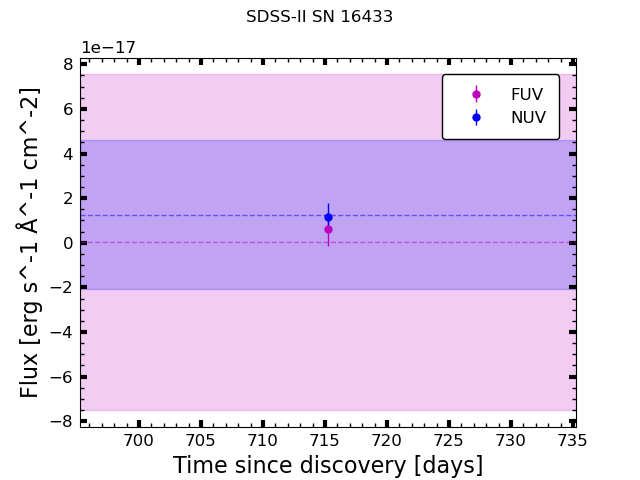 SDSS-II SN 16433
1e−17
8
6
4
2
0
−2
−4
−6
−8
Flux [erg s^-1 Å^-1 cm^-2]
FUV
NUV
700 705 710 715 720 725 730 735
Time since discovery [days]